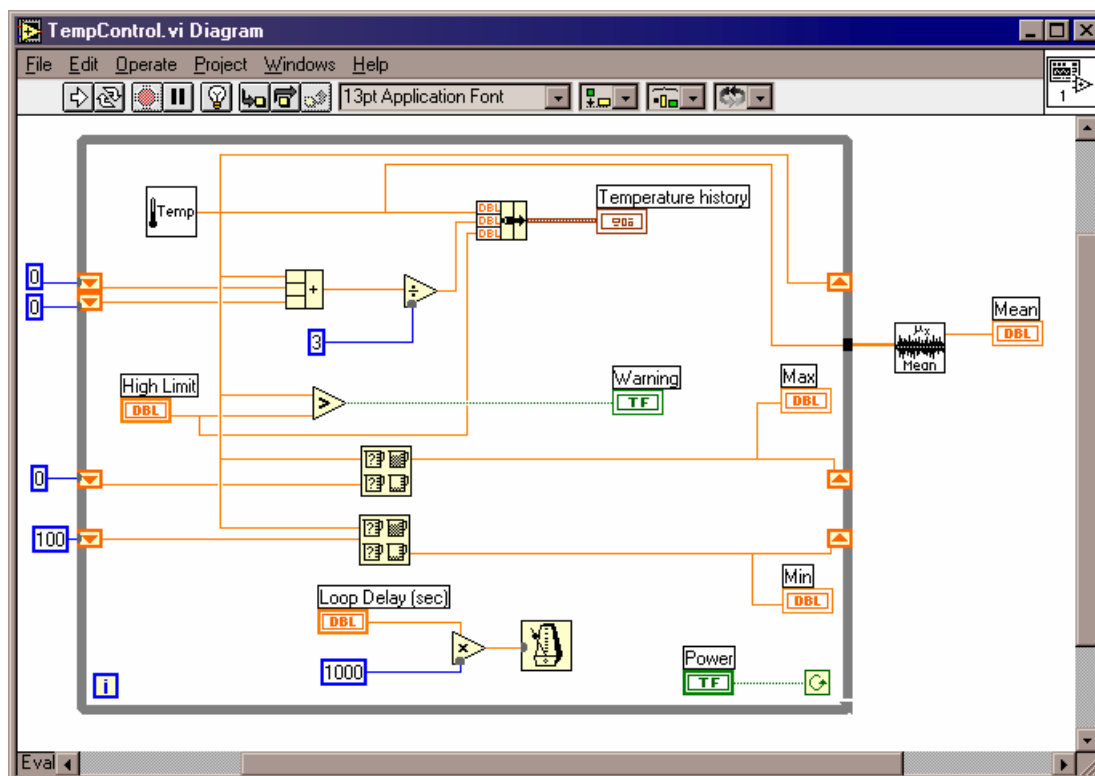 TempControl.vi Diagram
File Edit Operate Project Windows Help
13pt Application Font
1
Temp
DBL
DBL
DBL
Temperature history
0
0
+
÷
3
High Limit
DBL
>
Warning
TF
Max
DBL
μx
Mean
Mean
DBL
0
? ?
100
? ?
Min
DBL
Loop Delay (sec)
DBL
x
1000
Power
TF
i
Eval